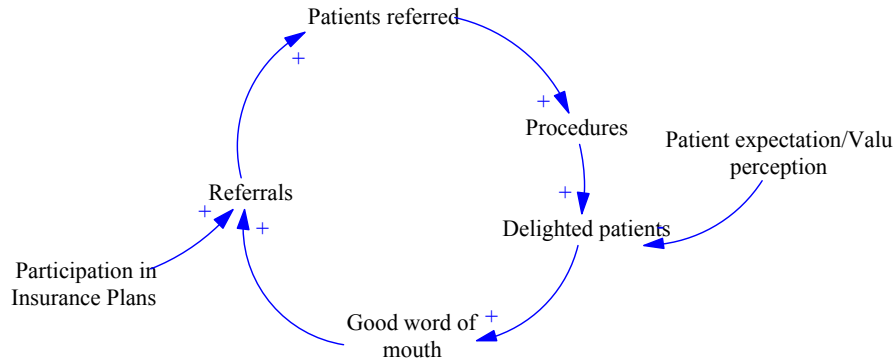 Patients referred
+
+
Procedures
Patient expectation/Valu
perception
+
Referrals
+
+
Delighted patients
+
Participation in
Insurance Plans
+
Good word of
mouth